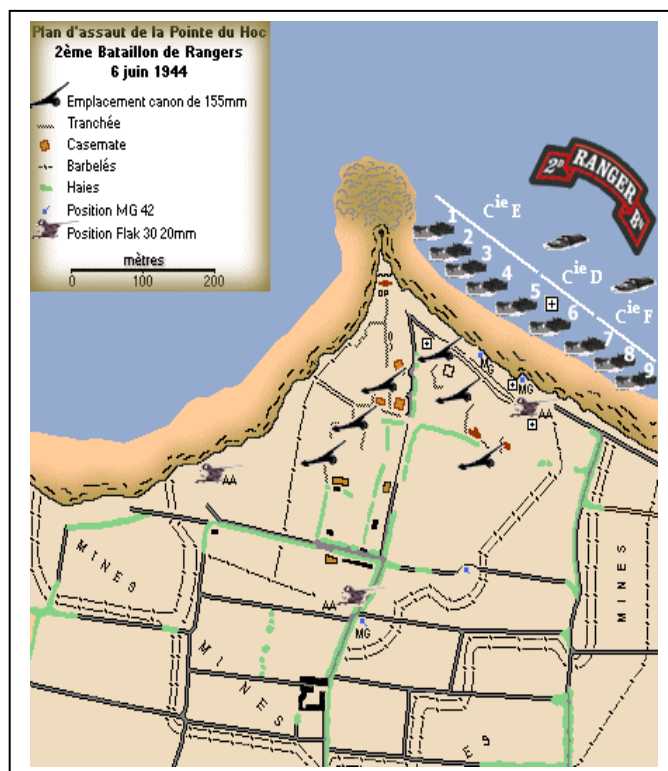 Plan d'assaut de la Pointe du Hoc
2ème Bataillon de Rangers
6 juin 1944
Emplacement canon de 155mm
Tranchée
Casemate
Barbelés
Haies
Position MG 42
Position Flak 30 20mm
mètres
0 100 200
2D RANGER Bn
Cie E
Cie D
Cie F
1
2
3
4
5
6
7
8
9
OP
MG
MG
AA
AA
AA
MG
MINES
MINES
MINES